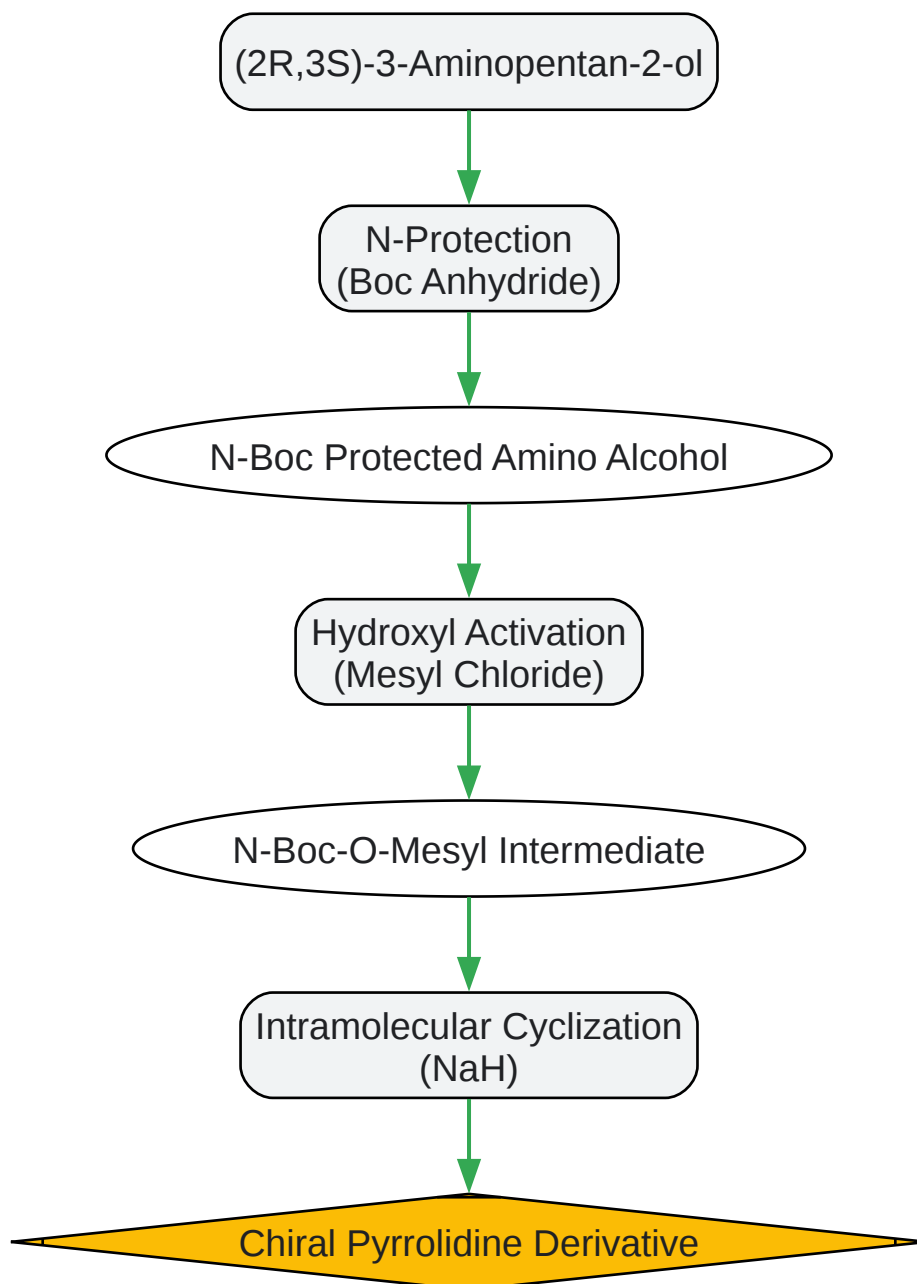 (2R,3S)-3-Aminopentan-2-ol
N-Protection
(Boc Anhydride)
N-Boc Protected Amino Alcohol
Hydroxyl Activation
(Mesyl Chloride)
N-Boc-O-Mesyl Intermediate
Intramolecular Cyclization
(NaH)
Chiral Pyrrolidine Derivative